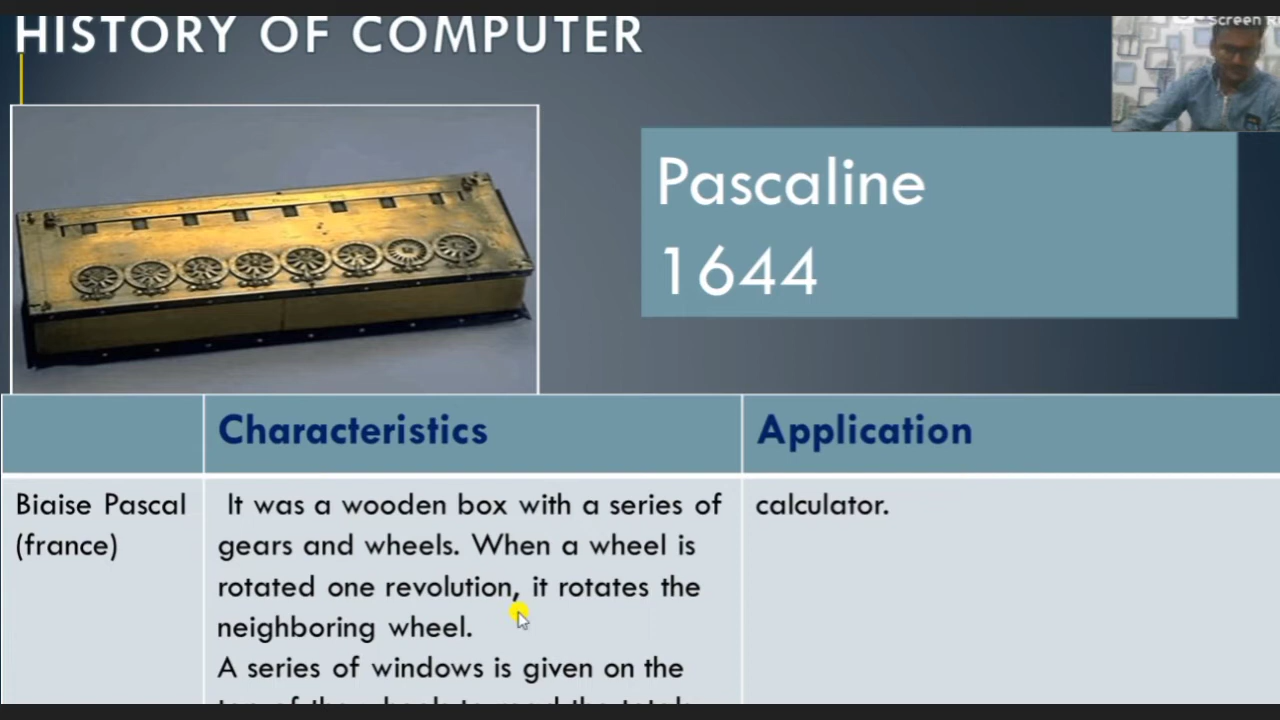 HISTORY OF COMPUTER
Screen R
Pascaline
1644
Characteristics
Application
Biaise Pascal
(france)
It was a wooden box with a series of
gears and wheels. When a wheel is
rotated one revolution, it rotates the
neighboring wheel.
A series of windows is given on the
calculator.